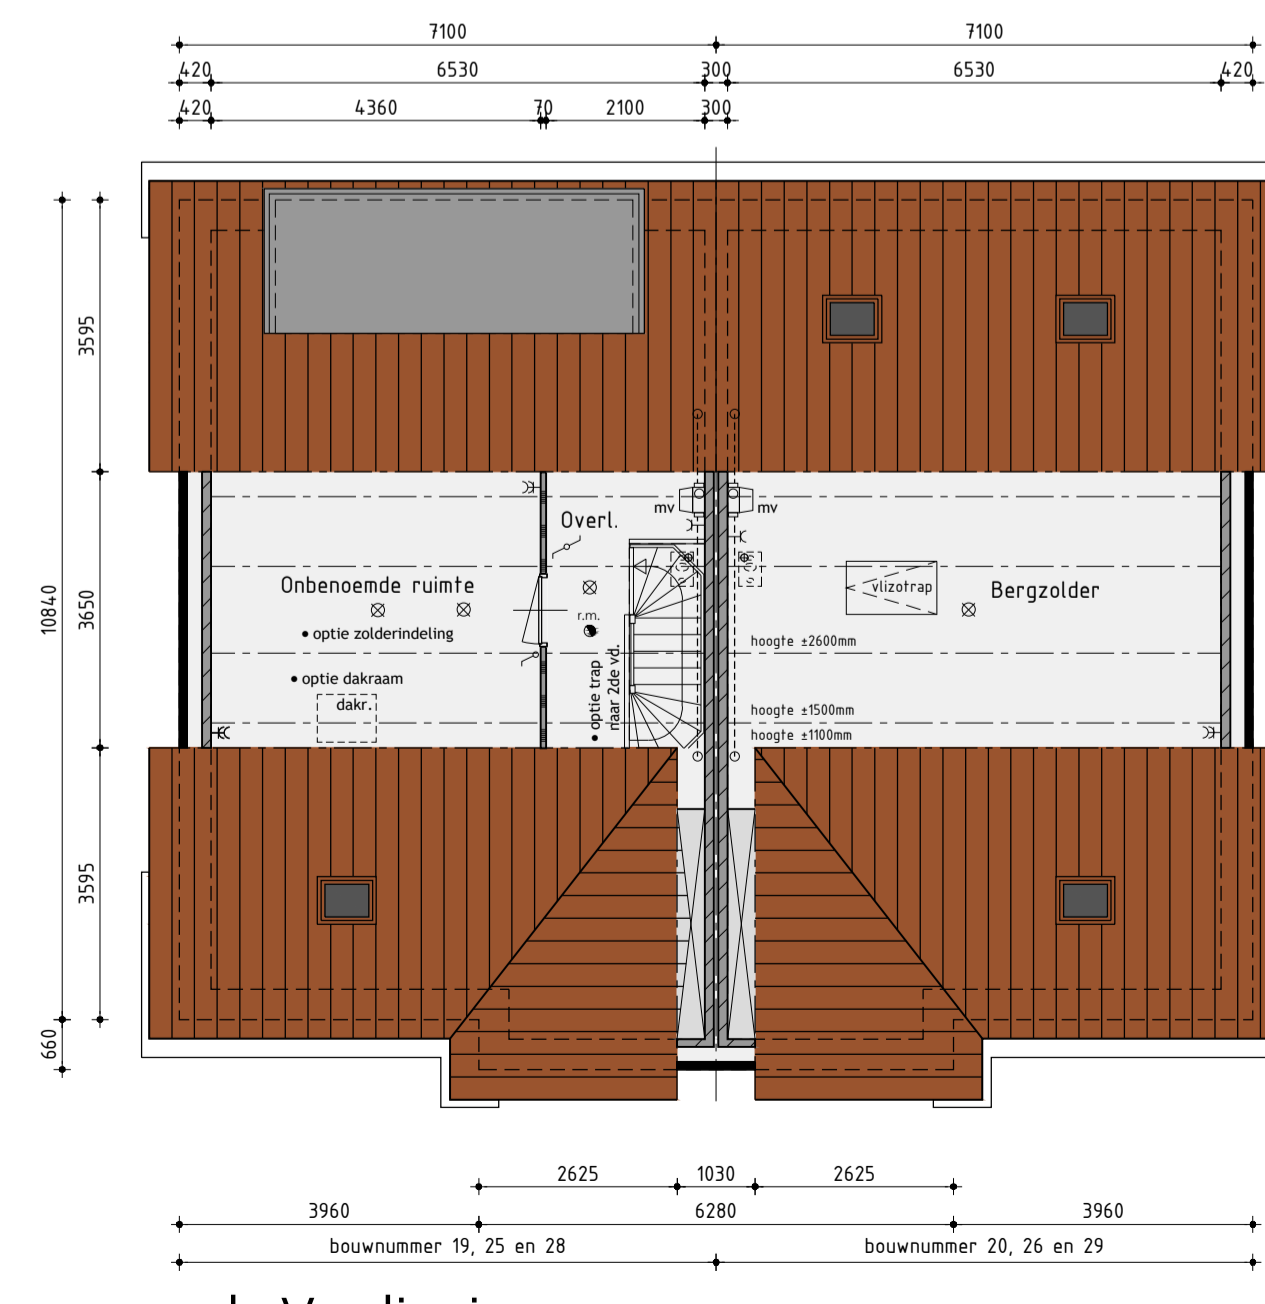 7100 7100
420 6530 300 6530 420
420 4360 70 2100 300
3595
10840
3650
3595
660
mv mv
Overl.
Onbenoemde ruimte
vlizotrap
Bergzolder
r.m.
• optie zolderindeling
hoogte ±2600mm
• optie trap
naar 2de vd.
• optie dakraam
dakr.
hoogte ±1500mm
hoogte ±1100mm
2625 1030 2625
3960 6280 3960
bouwnummer 19, 25 en 28 bouwnummer 20, 26 en 29